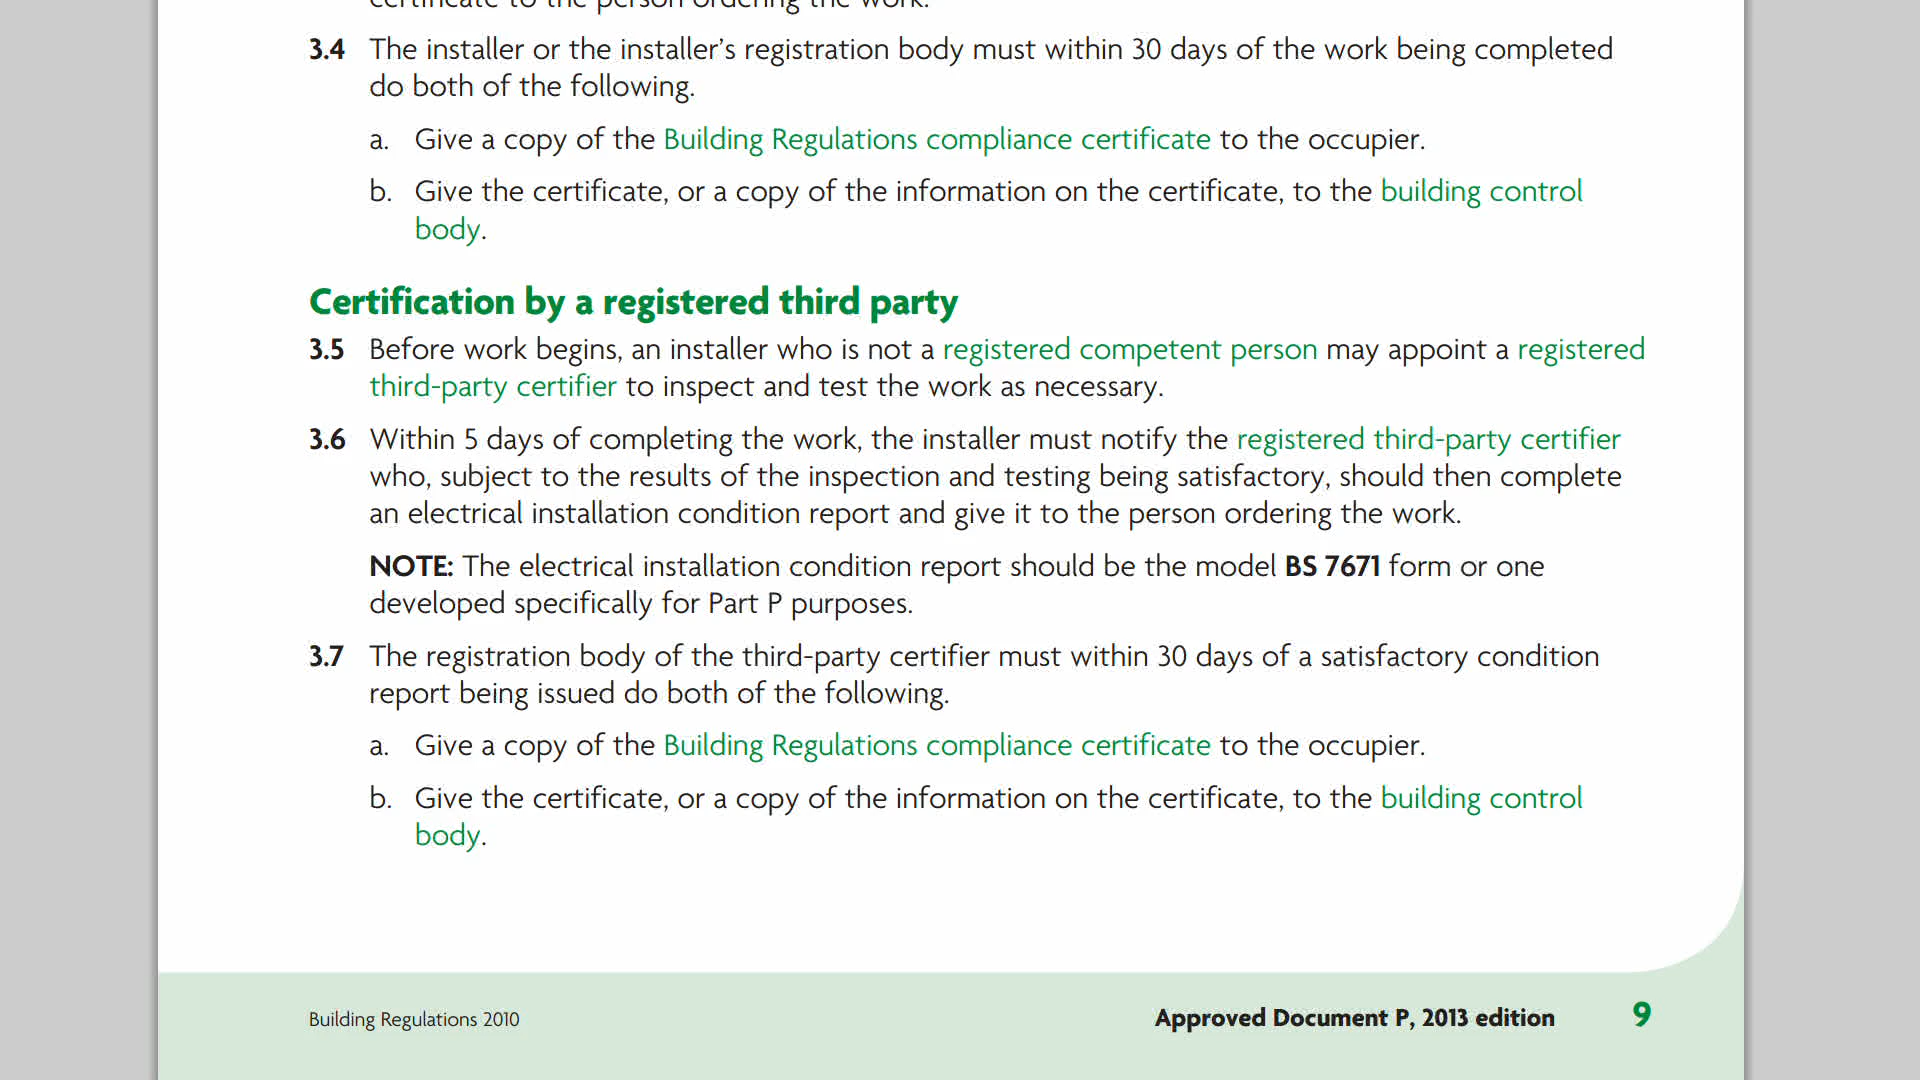 certificate to the person ordering the work.
3.4 The installer or the installer’s registration body must within 30 days of the work being completed
do both of the following.
a. Give a copy of the Building Regulations compliance certificate to the occupier.
b. Give the certificate, or a copy of the information on the certificate, to the building control
body.
Certification by a registered third party
3.5 Before work begins, an installer who is not a registered competent person may appoint a registered
third-party certifier to inspect and test the work as necessary.
3.6 Within 5 days of completing the work, the installer must notify the registered third-party certifier
who, subject to the results of the inspection and testing being satisfactory, should then complete
an electrical installation condition report and give it to the person ordering the work.
NOTE: The electrical installation condition report should be the model BS 7671 form or one
developed specifically for Part P purposes.
3.7 The registration body of the third-party certifier must within 30 days of a satisfactory condition
report being issued do both of the following.
a. Give a copy of the Building Regulations compliance certificate to the occupier.
b. Give the certificate, or a copy of the information on the certificate, to the building control
body.
Building Regulations 2010
Approved Document P, 2013 edition 9